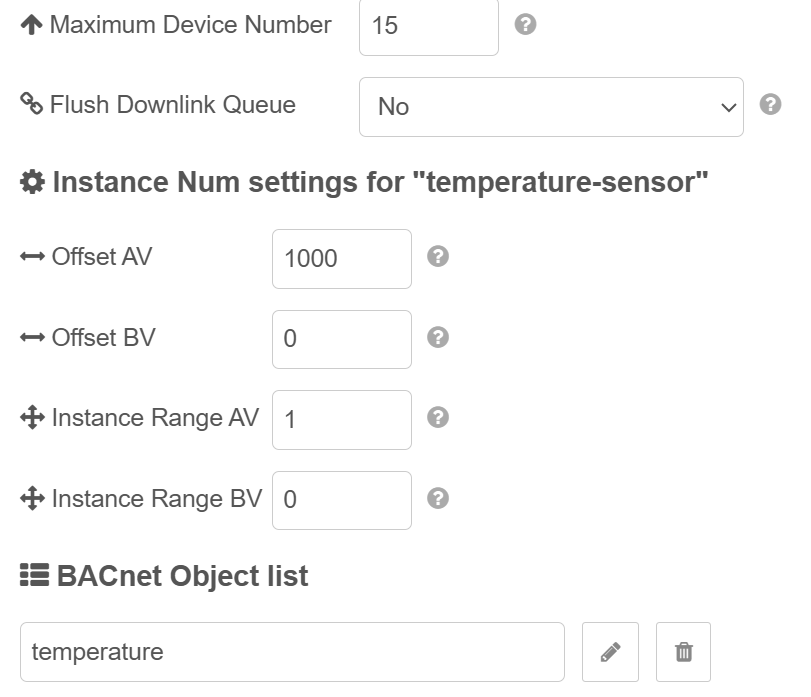 Maximum Device Number 15
Flush Downlink Queue No
Instance Num settings for "temperature-sensor"
Offset AV 1000
Offset BV 0
Instance Range AV 1
Instance Range BV 0
BACnet Object list
temperature